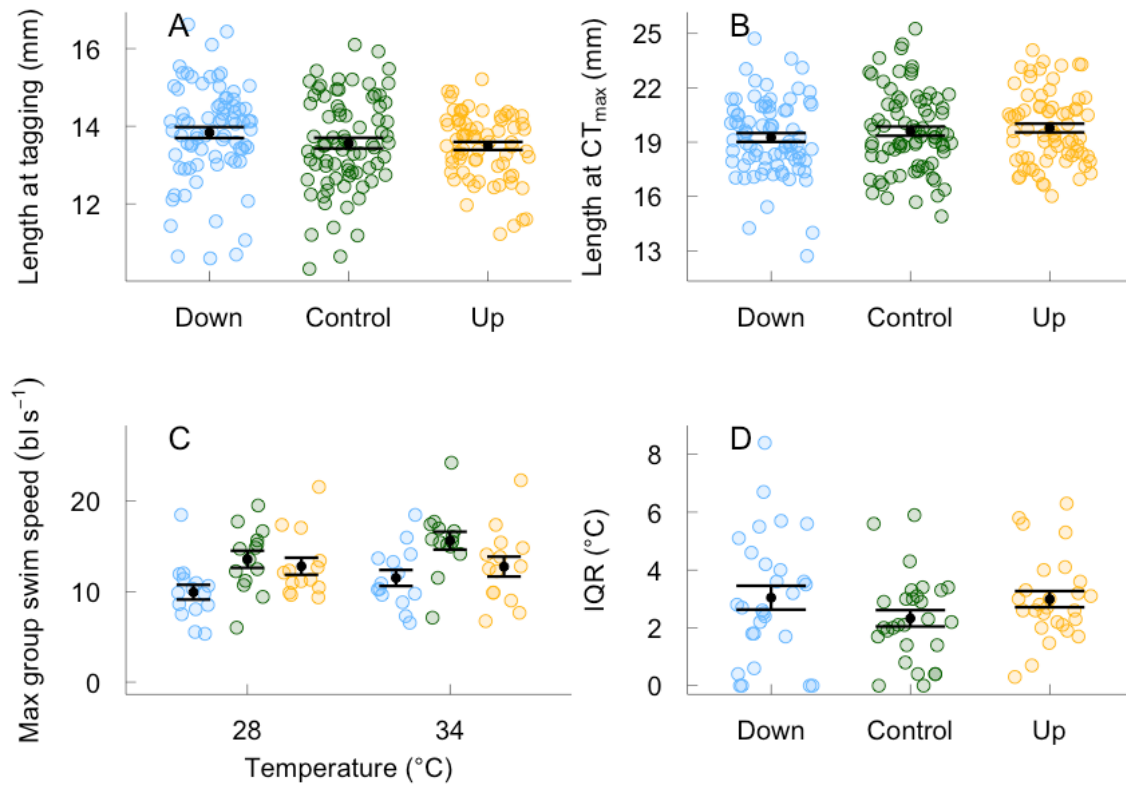 A
Length at tagging (mm)
16
14
12
Down Control Up
B
Length at CTmax (mm)
25
22
19
16
13
Down Control Up
C
Max group swim speed (bl s−1)
20
10
0
28 34
Temperature (°C)
D
IQR (°C)
8
6
4
2
0
Down Control Up